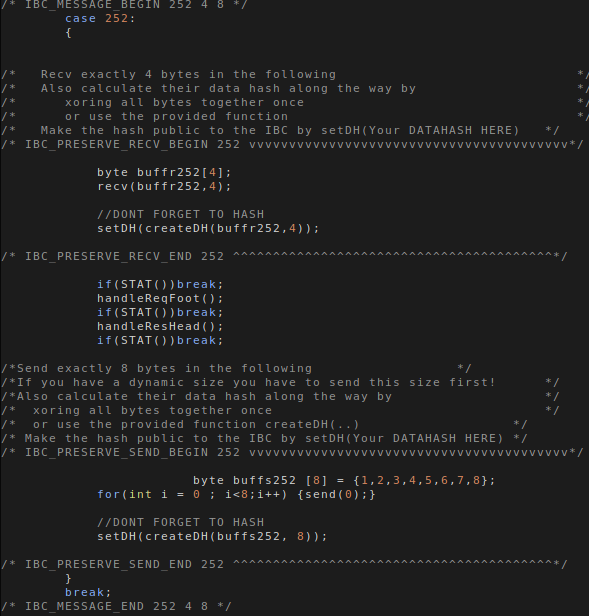 /* IBC_MESSAGE_BEGIN 252 4 8 */
case 252:
{
/*   Recv exactly 4 bytes in the following                              */
/*   Also calculate their data hash along the way by                    */
/*      xoring all bytes together once                                  */
/*      or use the provided function                                    */
/*   Make the hash public to the IBC by setDH(Your DATAHASH HERE)   */
/* IBC_PRESERVE_RECV_BEGIN 252 vvvvvvvvvvvvvvvvvvvvvvvvvvvvvvvvvvvvvvvv*/
byte buffr252[4];
recv(buffr252,4);
//DONT FORGET TO HASH
setDH(createDH(buffr252,4));
/* IBC_PRESERVE_RECV_END 252 ^^^^^^^^^^^^^^^^^^^^^^^^^^^^^^^^^^^^^^^^*/
if(STAT())break;
handleReqFoot();
if(STAT())break;
handleResHead();
if(STAT())break;
/*Send exactly 8 bytes in the following                  */
/*If you have a dynamic size you have to send this size first!      */
/*Also calculate their data hash along the way by                   */
/*  xoring all bytes together once                                  */
/*  or use the provided function createDH(..)                   */
/* Make the hash public to the IBC by setDH(Your DATAHASH HERE) */
/* IBC_PRESERVE_SEND_BEGIN 252 vvvvvvvvvvvvvvvvvvvvvvvvvvvvvvvvvvvvvvvv*/
byte buffs252 [8] = {1,2,3,4,5,6,7,8};
for(int i = 0 ; i<8;i++) {send(0);}
//DONT FORGET TO HASH
setDH(createDH(buffs252, 8));
/* IBC_PRESERVE_SEND_END 252 ^^^^^^^^^^^^^^^^^^^^^^^^^^^^^^^^^^^^^^^^*/
}
break;
/* IBC_MESSAGE_END 252 4 8 */